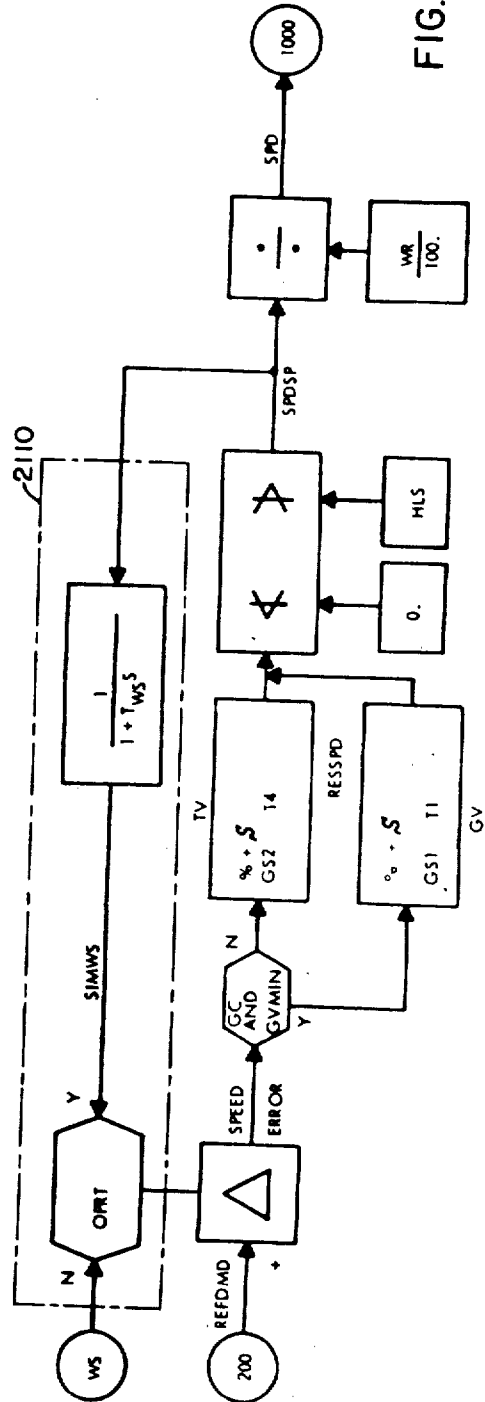 2110
WS
N
OPRT
Y
SIMWS
1
1 + T WS S
200
REFDMD
+
Δ
SPEED
ERROR
GC
AND
GVMIN
N
Y
TV
% + S
GS2 T4
RESSPD
% + S
GS1 T1
GV
0.
HLS
SPDSP
÷
WR
100.
SPD
1000
FIG.